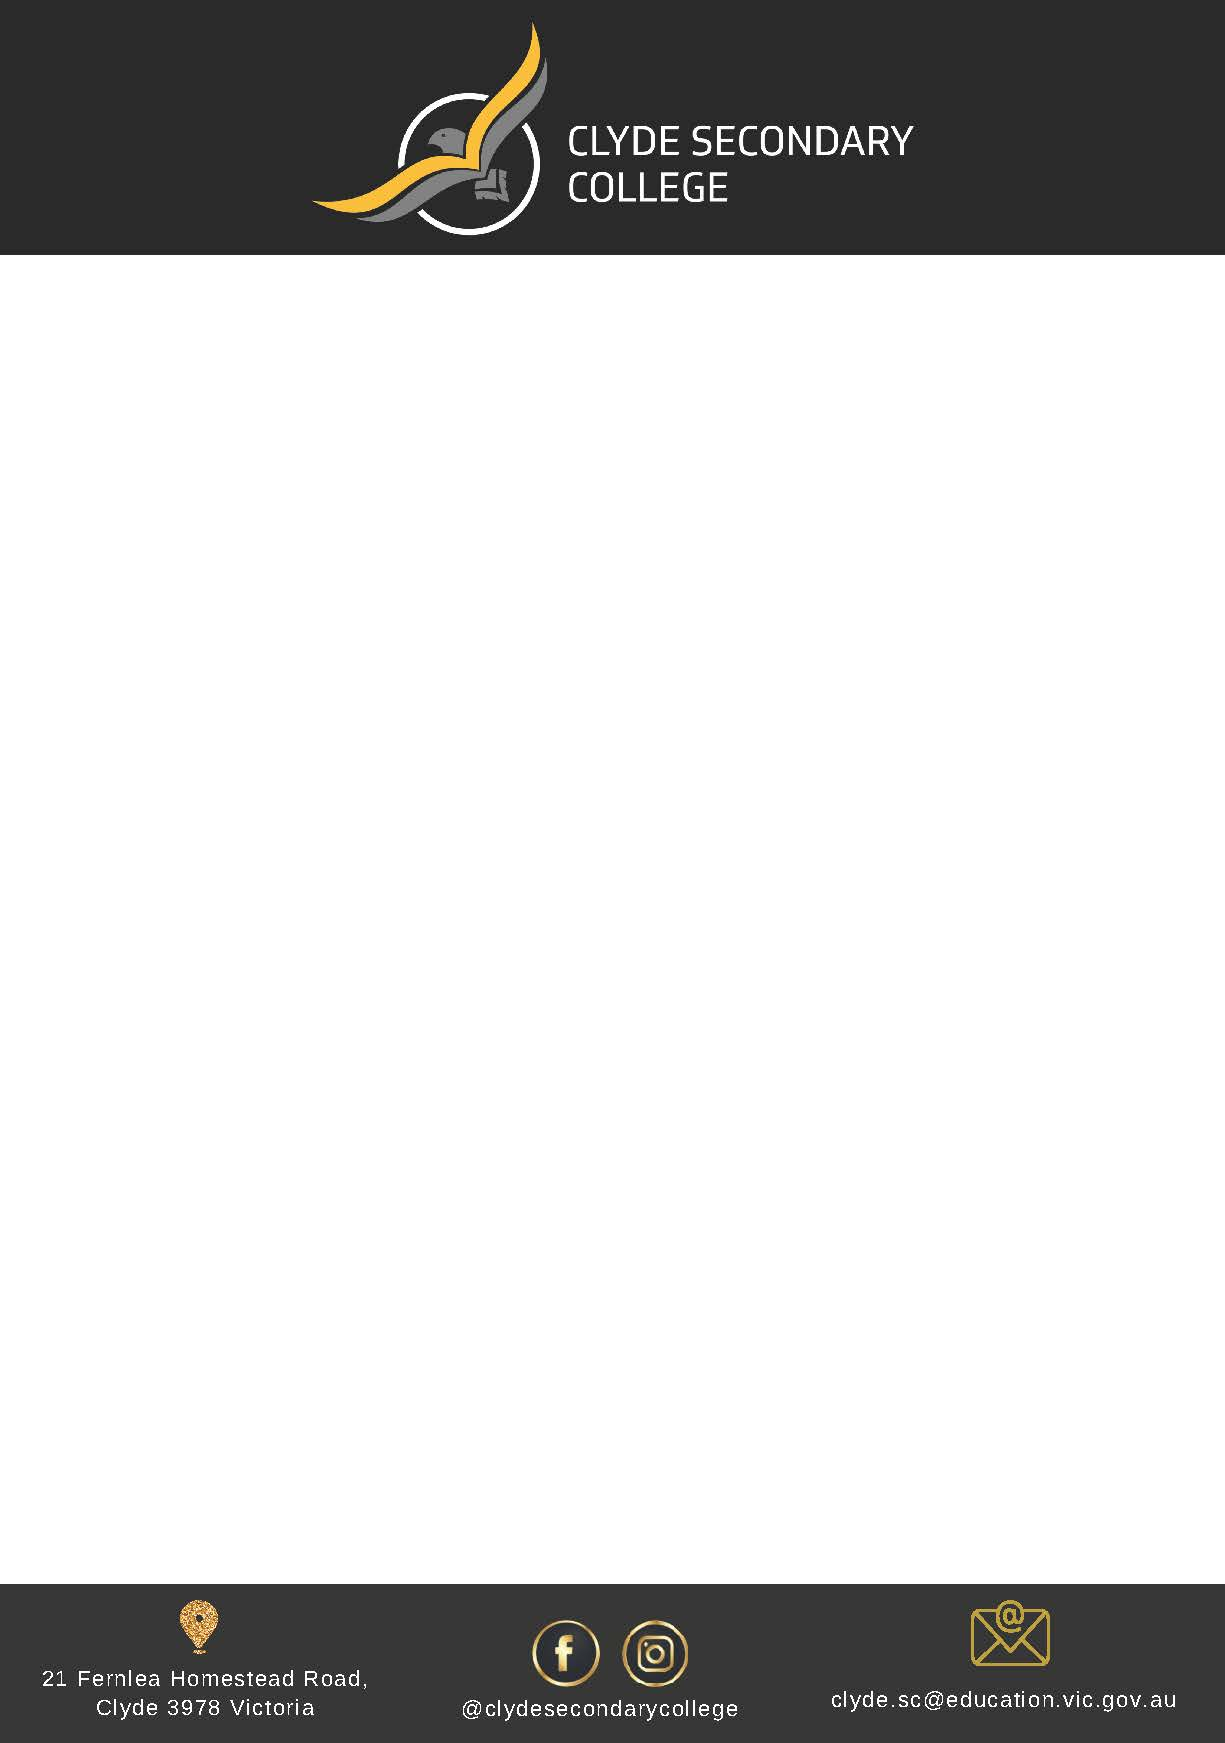 CLYDE SECONDARY
COLLEGE
21 Fernlea Homestead Road,
Clyde 3978 Victoria
@clydesecondarycollege
clyde.sc@education.vic.gov.au